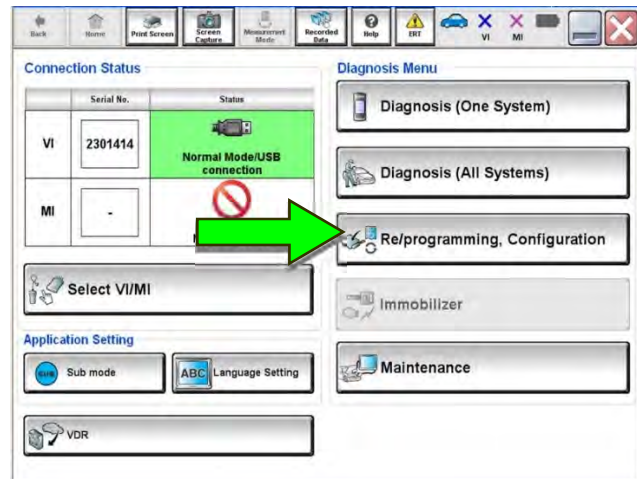 Back
Home
Print Screen
Screen Capture
Measurement Mode
Recorded Data
Help
ERT
VI
MI
Connection Status
Serial No. Status
VI 2301414 Normal Mode/USB
connection
MI -
Select VI/MI
Application Setting
SUB Sub mode
ABC Language Setting
VDR
Diagnosis Menu
Diagnosis (One System)
Diagnosis (All Systems)
Re/programming, Configuration
Immobilizer
Maintenance